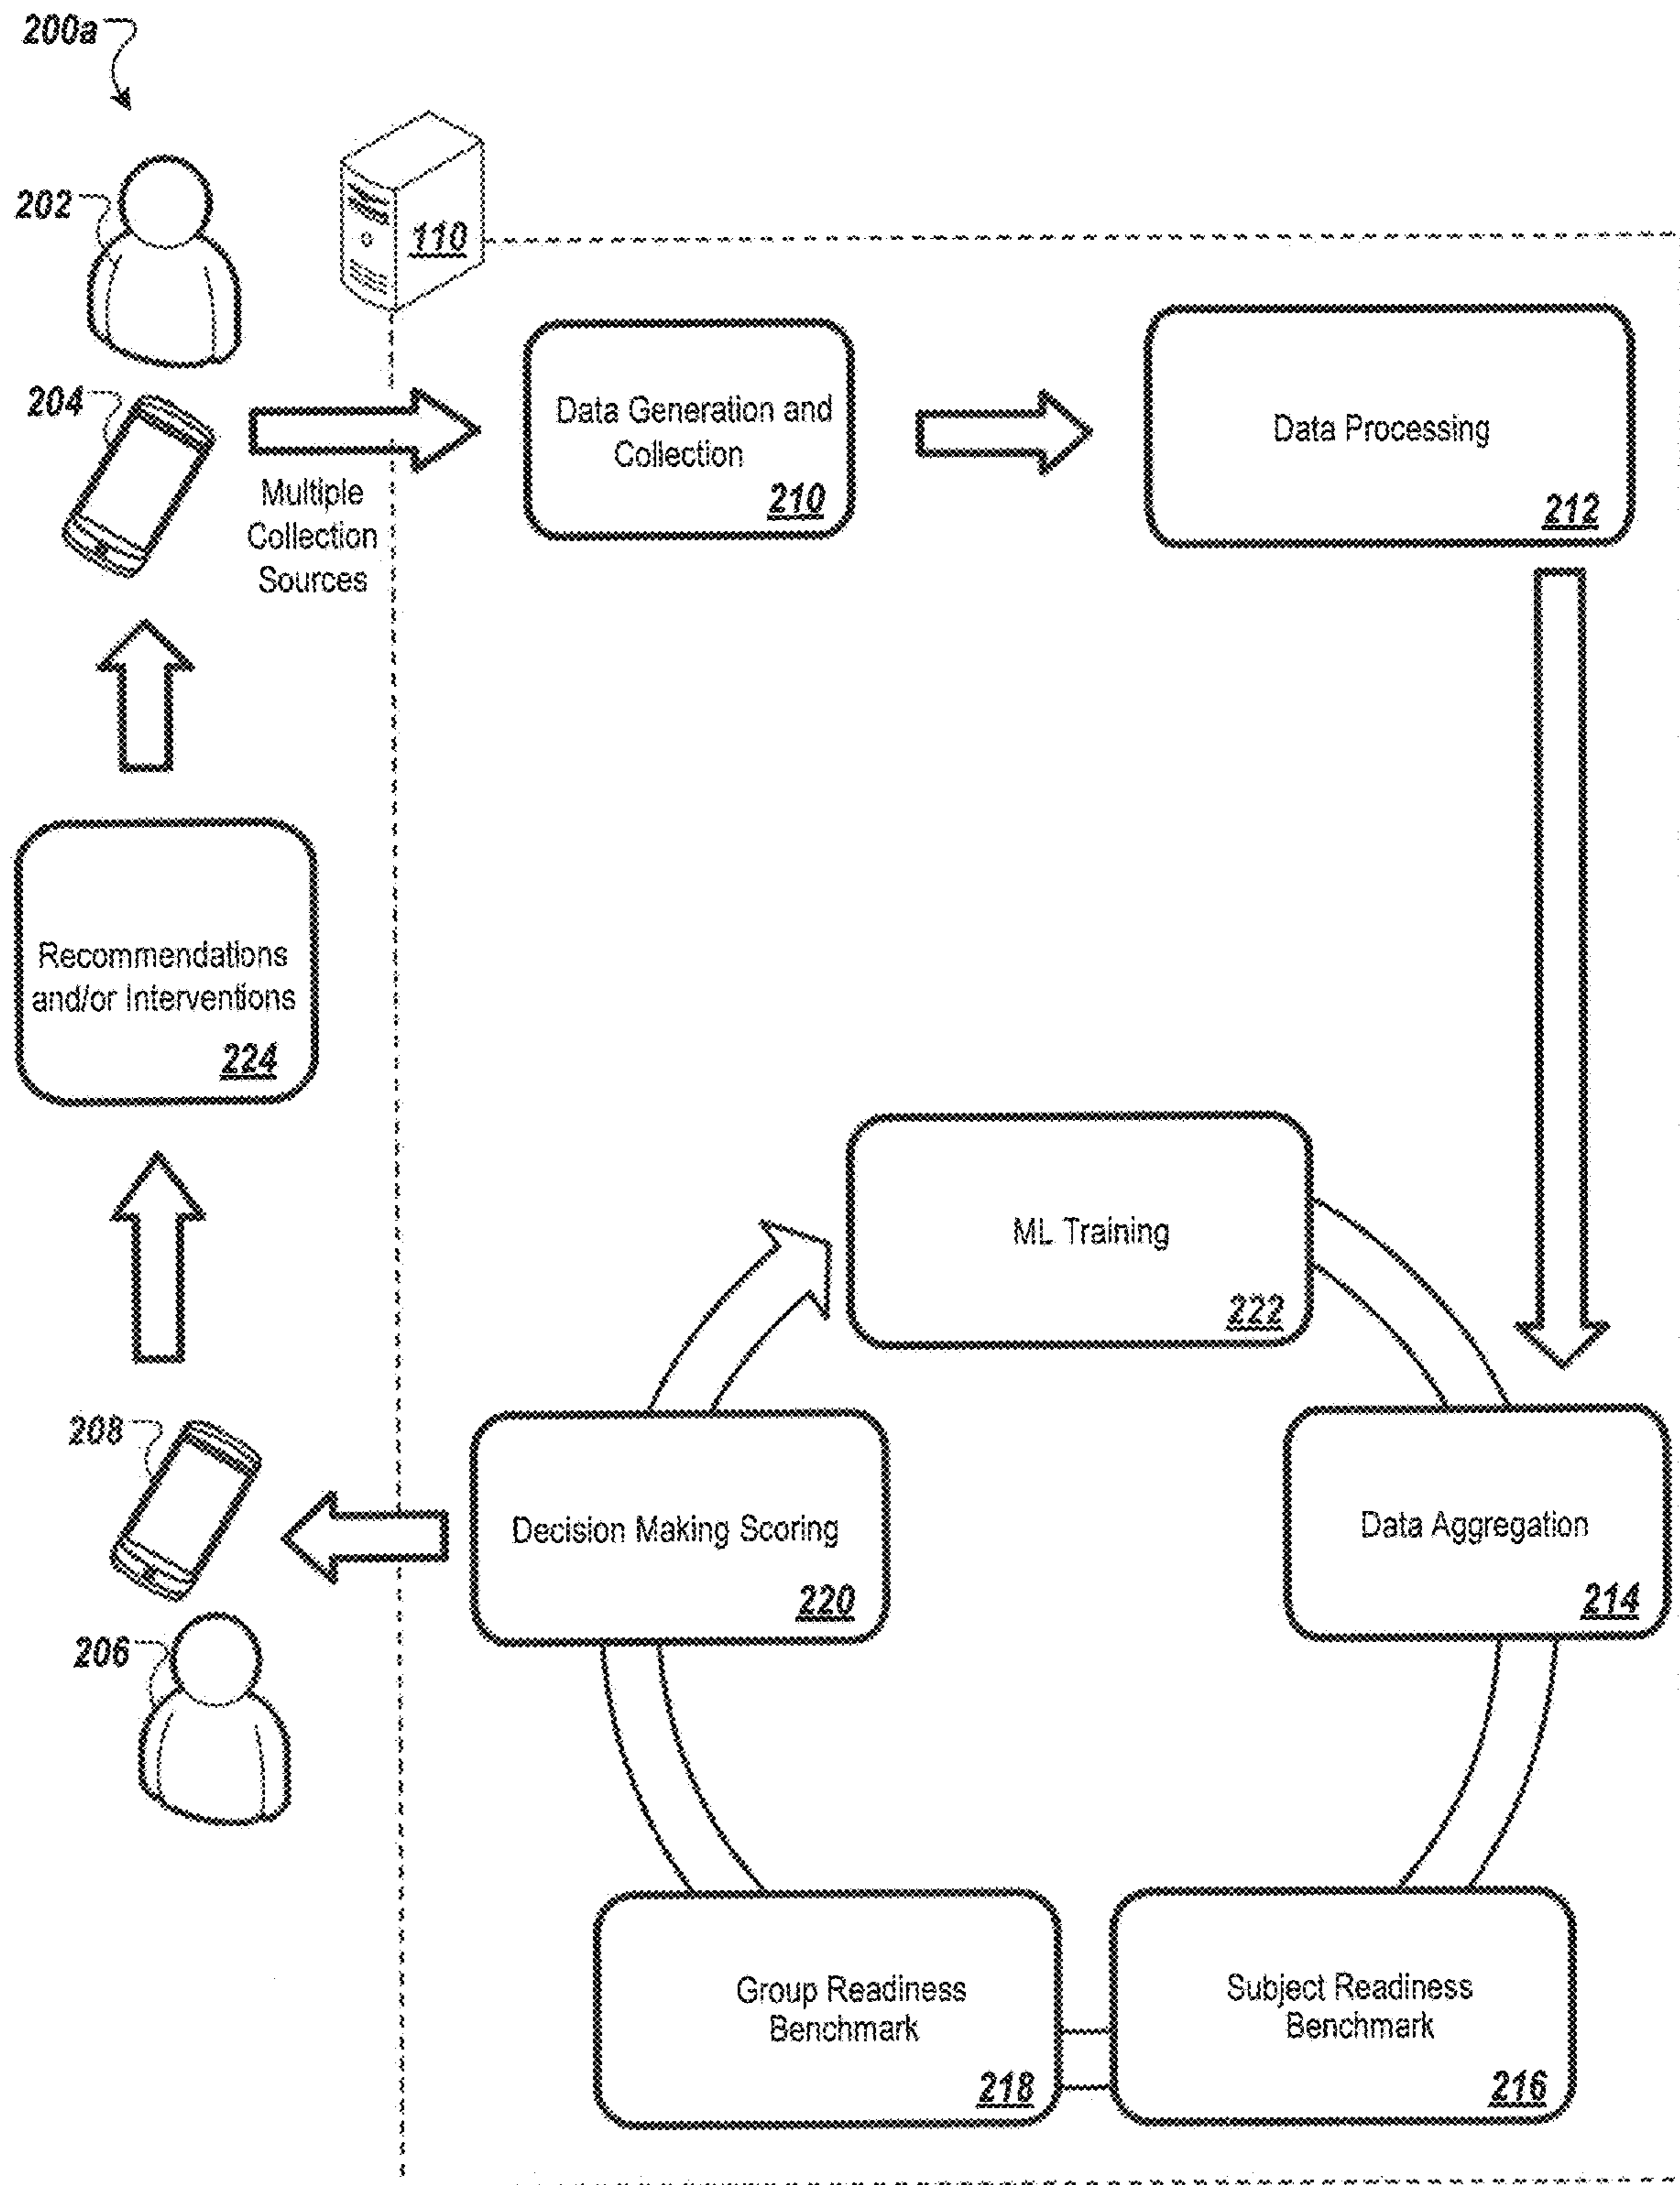 200a
202
110
204
Data Generation and
Collection
210
Data Processing
212
Multiple
Collection
Sources
Recommendations
and/or Interventions
224
ML Training
222
208
Decision Making Scoring
220
Data Aggregation
214
206
Group Readiness
Benchmark
218
Subject Readiness
Benchmark
216